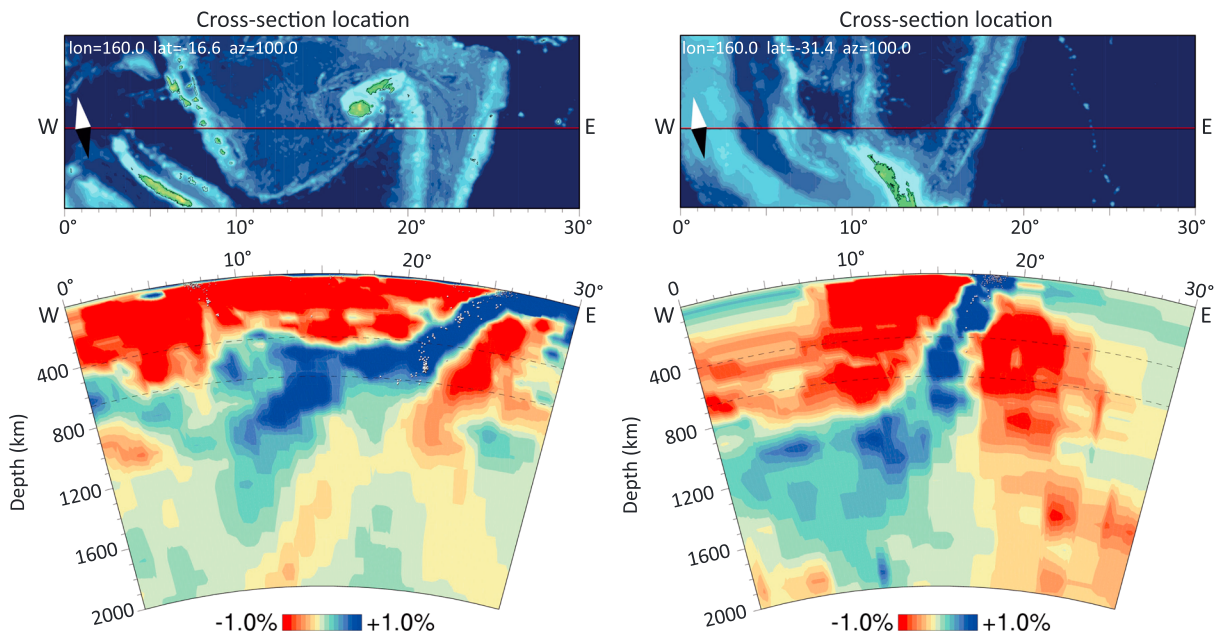 Cross-section location
lon=160.0 lat=-16.6 az=100.0
W
E
0°
10°
20°
30°
0°
10°
20°
30°
W
E
400
800
1200
1600
2000
Depth (km)
-1.0%
+1.0%
Cross-section location
lon=160.0 lat=-31.4 az=100.0
W
E
0°
10°
20°
30°
0
10°
20°
30°
W
E
400
800
1200
1600
2000
Depth (km)
-1.0%
+1.0%